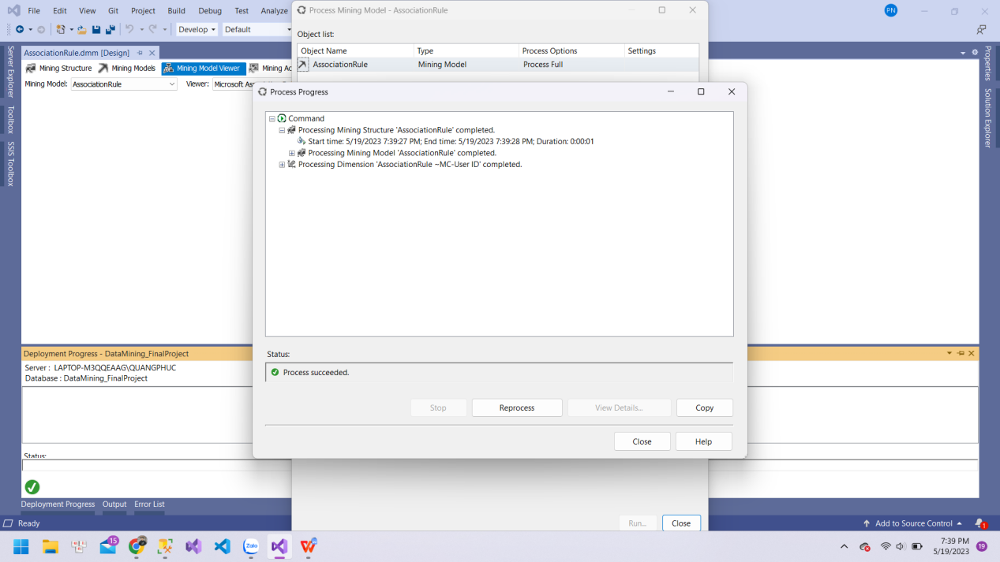 File Edit View Git Project Build Debug Test Analyze
Process Mining Model - AssociationRule
PN
Develop Default
Object list:
Object Name Type Process Options Settings
AssociationRule Mining Model Process Full
AssociationRule.dmm [Design]
Mining Structure Mining Models Mining Model Viewer Mining Ac
Mining Model: AssociationRule Viewer: Microsoft Ass
Server Explorer
Toolbox
SSIS Toolbox
Properties
Solution Explorer
Process Progress
Command
Processing Mining Structure 'AssociationRule' completed.
Start time: 5/19/2023 7:39:27 PM; End time: 5/19/2023 7:39:28 PM; Duration: 0:00:01
Processing Mining Model 'AssociationRule' completed.
Processing Dimension 'AssociationRule ~MC-User ID' completed.
Status:
Process succeeded.
Stop Reprocess View Details... Copy
Close Help
Deployment Progress - DataMining_FinalProject
Server : LAPTOP-M3QQEAAG\QUANGPHUC
Database : DataMining_FinalProject
Status:
Deployment Progress Output Error List
Run... Close
Ready
Add to Source Control
1
15
Zalo
7:39 PM
5/19/2023
19